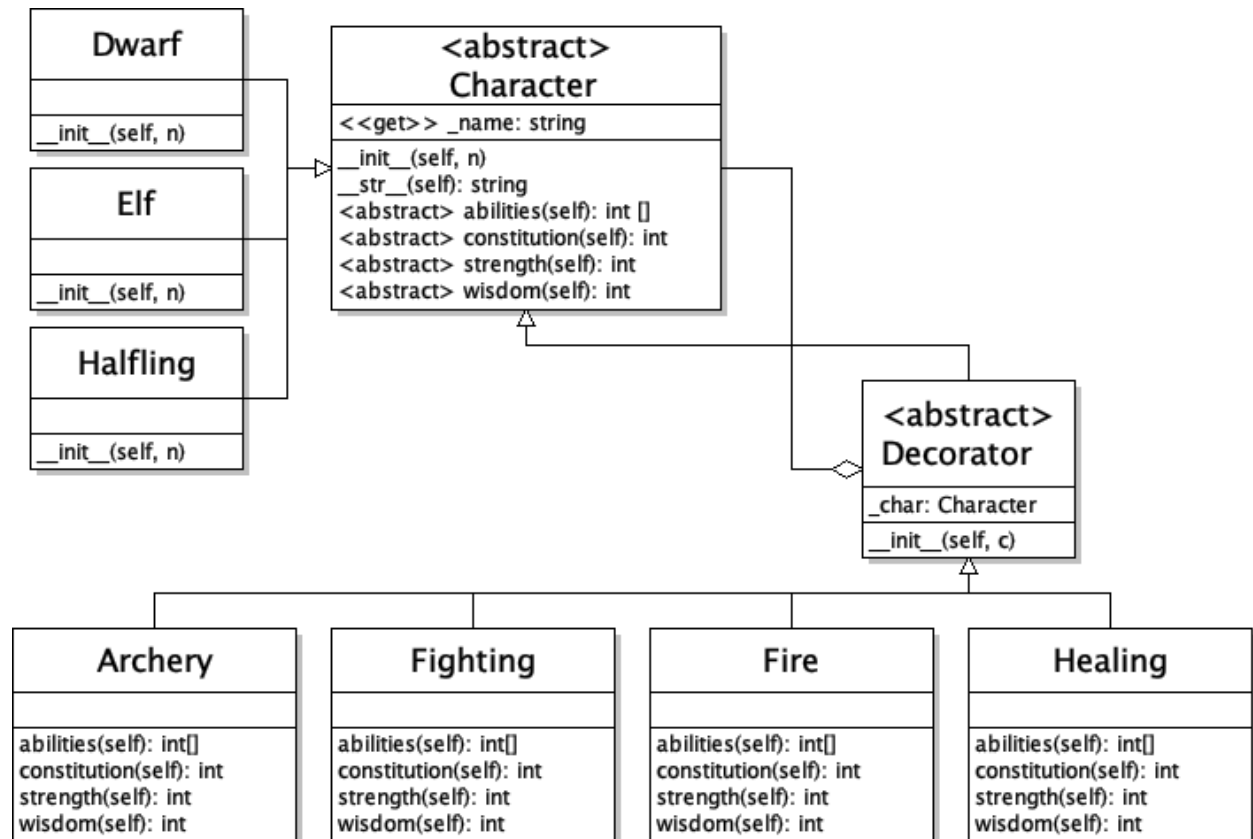 Dwarf
__init__(self, n)
Elf
__init__(self, n)
Halfling
__init__(self, n)
<abstract>
Character
<<get>> _name: string
__init__(self, n)
__str__(self): string
<abstract> abilities(self): int []
<abstract> constitution(self): int
<abstract> strength(self): int
<abstract> wisdom(self): int
<abstract>
Decorator
_char: Character
__init__(self, c)
Archery
abilities(self): int[]
constitution(self): int
strength(self): int
wisdom(self): int
Fighting
abilities(self): int[]
constitution(self): int
strength(self): int
wisdom(self): int
Fire
abilities(self): int[]
constitution(self): int
strength(self): int
wisdom(self): int
Healing
abilities(self): int[]
constitution(self): int
strength(self): int
wisdom(self): int